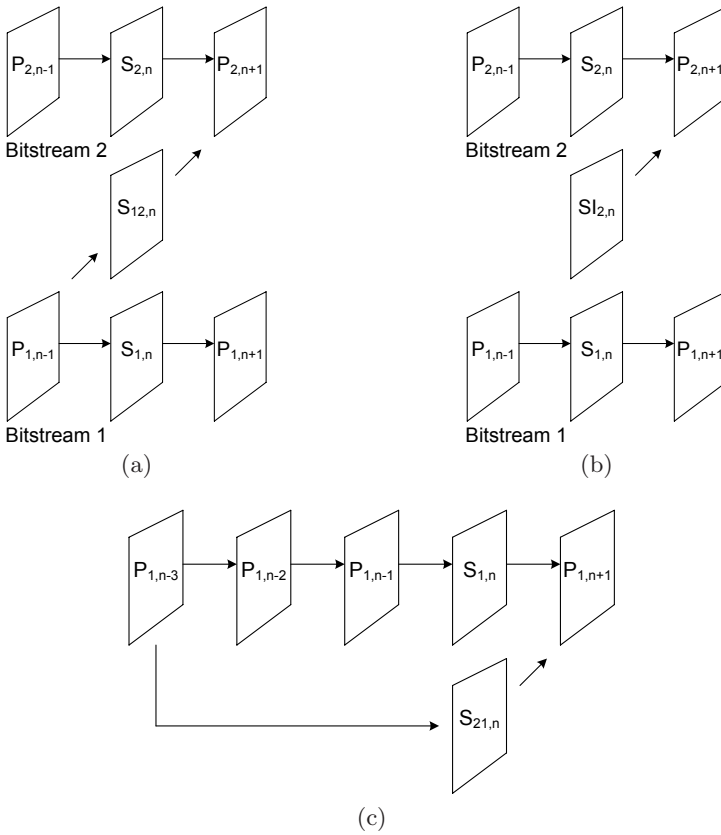 P2,n-1 S2,n P2,n+1
Bitstream 2
S12,n
P1,n-1 S1,n P1,n+1
Bitstream 1
(a)
P2,n-1 S2,n P2,n+1
Bitstream 2
SI2,n
P1,n-1 S1,n P1,n+1
Bitstream 1
(b)
P1,n-3 P1,n-2 P1,n-1 S1,n P1,n+1
S21,n
(c)